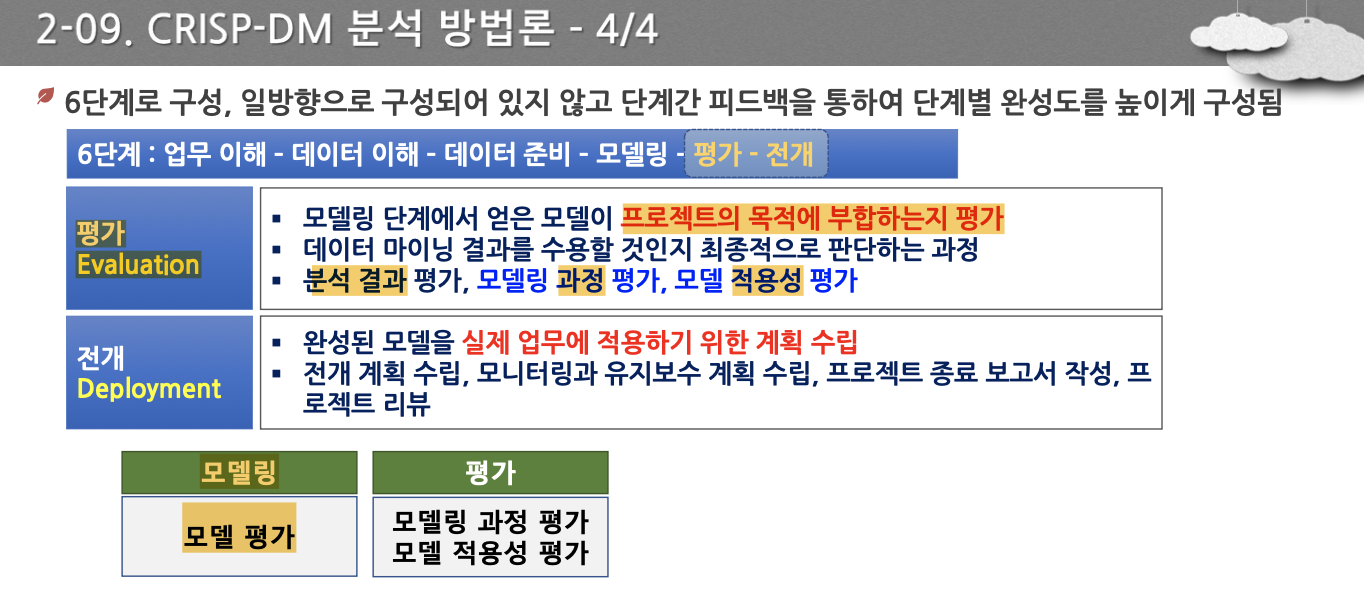 2-09. CRISP-DM 분석 방법론 - 4/4
6단계로 구성, 일방향으로 구성되어 있지 않고 단계간 피드백을 통하여 단계별 완성도를 높이게 구성됨
6단계 : 업무 이해 - 데이터 이해 - 데이터 준비 - 모델링 - 평가 - 전개
평가
Evaluation
▪ 모델링 단계에서 얻은 모델이 프로젝트의 목적에 부합하는지 평가
▪ 데이터 마이닝 결과를 수용할 것인지 최종적으로 판단하는 과정
▪ 분석 결과 평가, 모델링 과정 평가, 모델 적용성 평가
전개
Deployment
▪ 완성된 모델을 실제 업무에 적용하기 위한 계획 수립
▪ 전개 계획 수립, 모니터링과 유지보수 계획 수립, 프로젝트 종료 보고서 작성, 프
로젝트 리뷰
모델링
모델 평가
평가
모델링 과정 평가
모델 적용성 평가